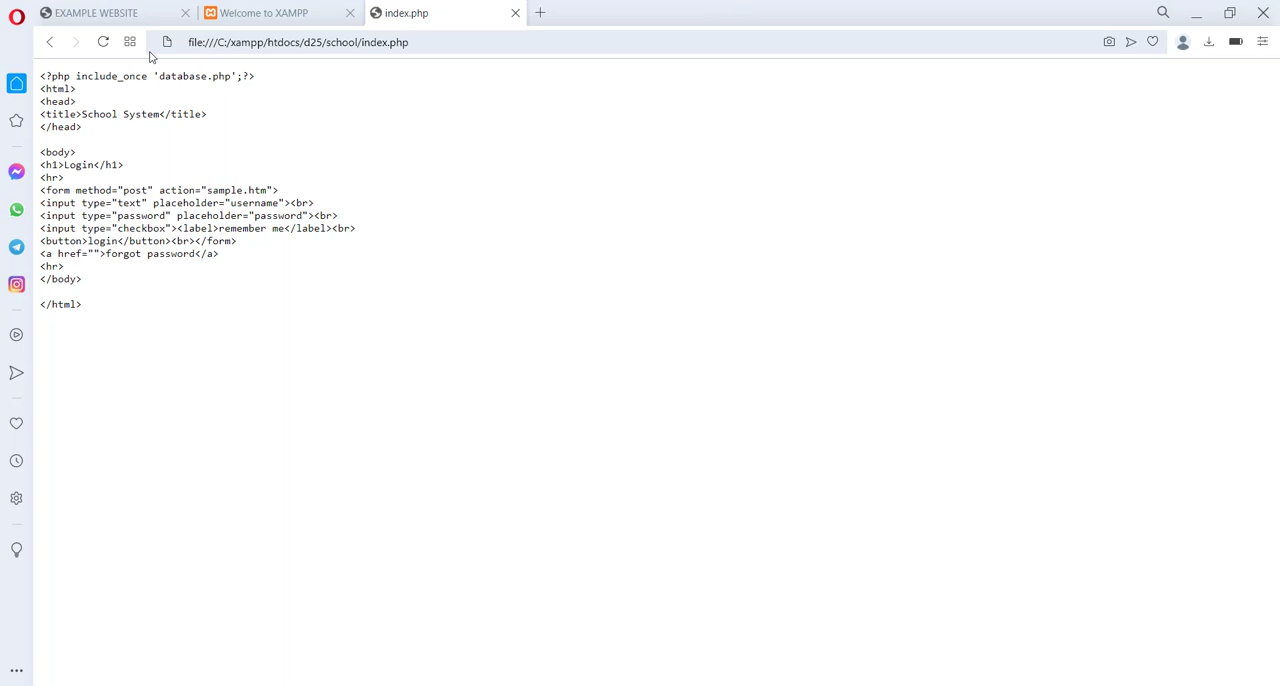 EXAMPLE WEBSITE
Welcome to XAMPP
index.php
file:///C:/xampp/htdocs/d25/school/index.php
<?php include_once 'database.php';?>
<html>
<head>
<title>School System</title>
</head>
<body>
<h1>Login</h1>
<hr>
<form method="post" action="sample.htm">
<input type="text" placeholder="username"><br>
<input type="password" placeholder="password"><br>
<input type="checkbox"><label>remember me</label><br>
<button>login</button><br></form>
<a href="">forgot password</a>
<hr>
</body>
</html>